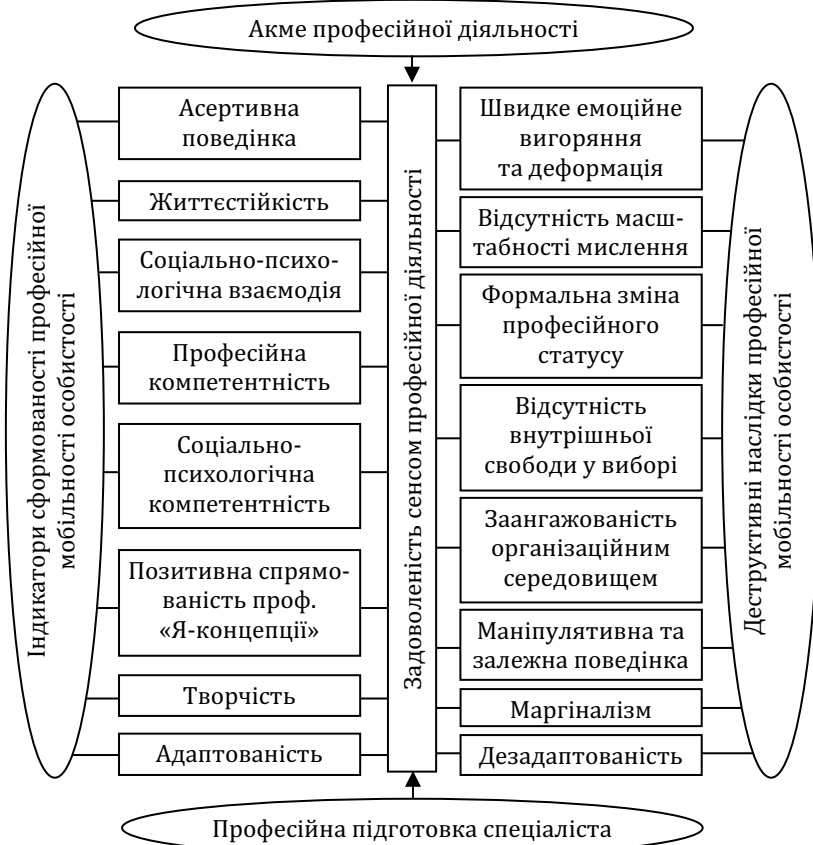 Акме професійної діяльності
Індикатори сформованості професійної
мобільності особистості
Асертивна
поведінка
Життєстійкість
Соціально-психо-
логічна взаємодія
Професійна
компетентність
Соціально-
психологічна
компетентність
Позитивна спрямо-
ваність проф.
«Я-концепції»
Творчість
Адаптованість
Задоволеність сенсом професійної діяльності
Швидке емоційне
вигоряння
та деформація
Відсутність масш-
табності мислення
Формальна зміна
професійного
статусу
Відсутність
внутрішньої
свободи у виборі
Заангажованість
організаційним
середовищем
Маніпулятивна та
залежна поведінка
Маргіналізм
Дезадаптованість
Деструктивні наслідки професійної
мобільності особистості
Професійна підготовка спеціаліста